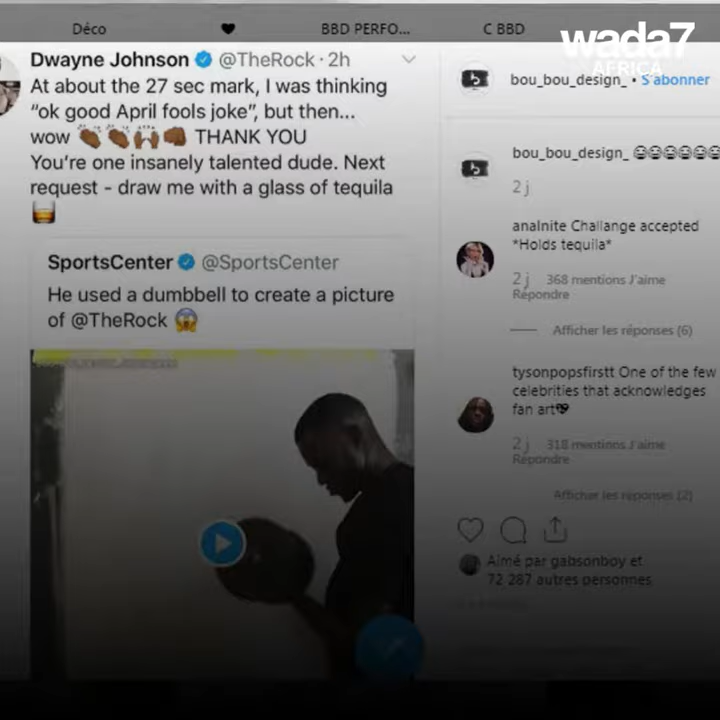 Déco
BBD PERFO...
C BBD
wada7
AFRICA
Dwayne Johnson @TheRock · 2h
At about the 27 sec mark, I was thinking
“ok good April fools joke”, but then...
wow 👏🏾👏🏾🙌🏾👊🏾 THANK YOU
You’re one insanely talented dude. Next
request - draw me with a glass of tequila
🥃
SportsCenter @SportsCenter
He used a dumbbell to create a picture
of @TheRock 😱
bou_bou_design_ • S’abonner
bou_bou_design_
2 j
analnite Challange accepted
*Holds tequila*
2 j 368 mentions J’aime
Répondre
Afficher les réponses (6)
tysonpopsfirstt One of the few
celebrities that acknowledges
fan art
2 j 318 mentions J’aime
Répondre
Afficher les réponses (2)
Aimé par gabsonboy et
72 287 autres personnes